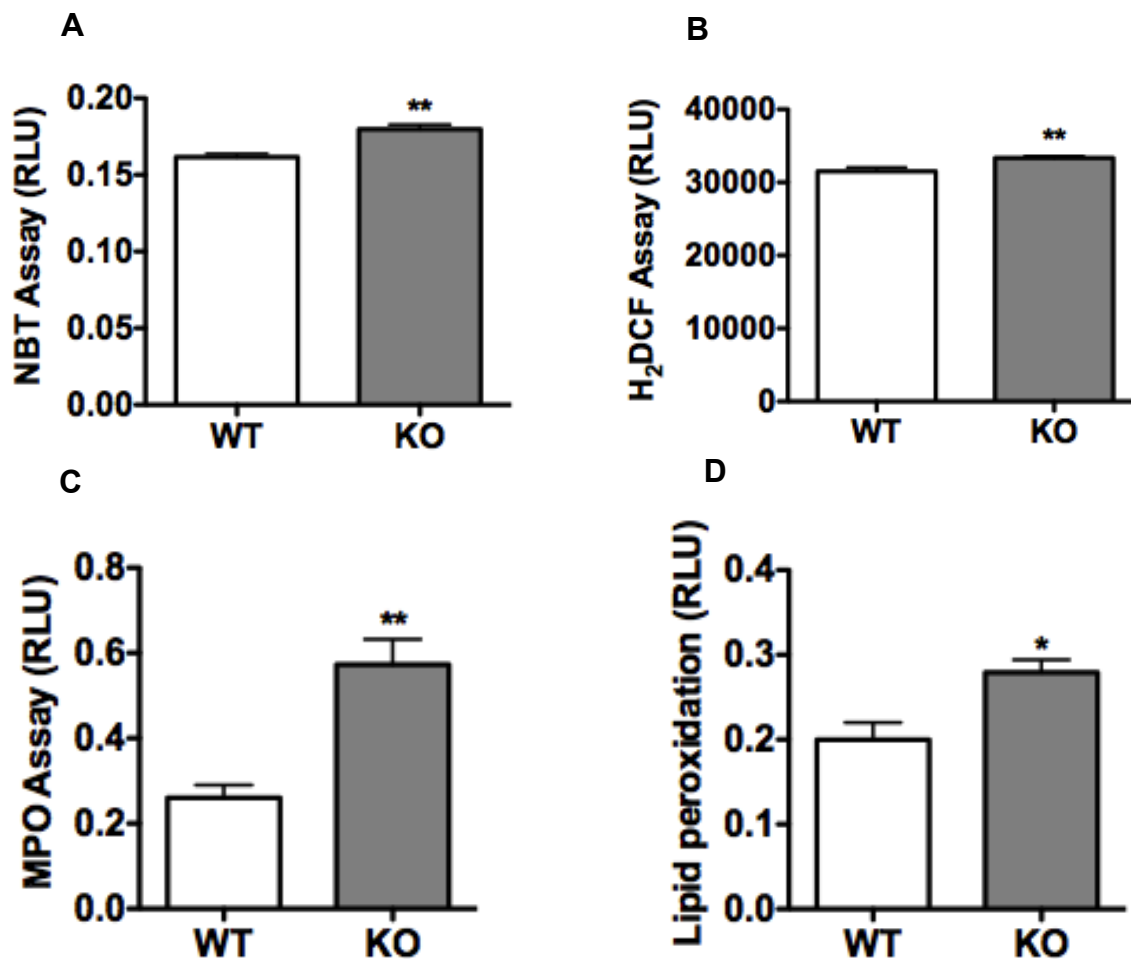 A
NBT Assay (RLU)
0.20
0.15
0.10
0.05
0.00
**
WT KO
B
H₂DCF Assay (RLU)
40000
30000
20000
10000
0
**
WT KO
C
MPO Assay (RLU)
0.8
0.6
0.4
0.2
0.0
**
WT KO
D
Lipid peroxidation (RLU)
0.4
0.3
0.2
0.1
0.0
*
WT KO